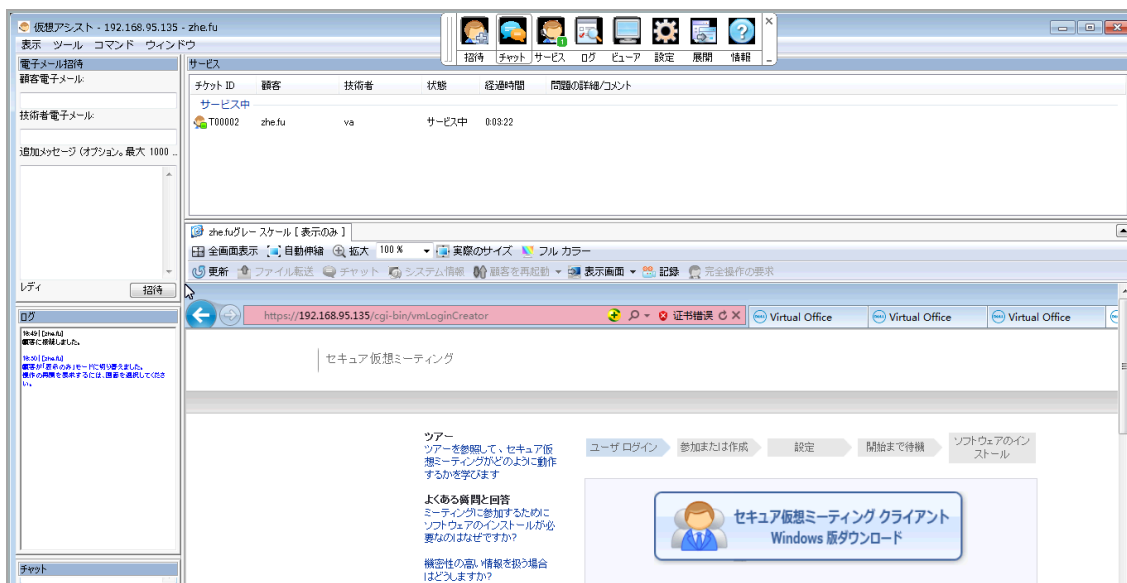 仮想アシスト - 192.168.95.135 - zhe.fu
表示 ツール コマンド ウィンドウ
招待 チャット サービス ログ ビューア 設定 展開 情報
電子メール招待
顧客電子メール:
技術者電子メール:
追加メッセージ (オプション。最大 1000 ...
レディ
招待
サービス
チケット ID 顧客 技術者 状態 経過時間 問題の詳細/コメント
サービス中
T00002 zhe.fu va サービス中 0:03:22
zhe.fuグレー スケール [ 表示のみ ]
全画面表示 自動伸縮 拡大 100 % 実際のサイズ フル カラー
更新 ファイル転送 チャット システム情報 顧客を再起動 表示画面 記録 完全操作の要求
ログ
18:49 | [zhe.fu]
顧客に接続しました。
18:50 | [zhe.fu]
顧客が「表示のみ」モードに切り替えました。
操作の再開を要求するには、画面を選択してくださ
い。
チャット
https://192.168.95.135/cgi-bin/vmLoginCreator
证书错误
Virtual Office
Virtual Office
Virtual Office
セキュア仮想ミーティング
ツアー
ツアーを参照して、セキュア仮
想ミーティングがどのように動作
するかを学びます
よくある質問と回答
ミーティングに参加するために
ソフトウェアのインストールが必
要なのはなぜですか?
機密性の高い情報を扱う場合
はどうしますか?
ユーザ ログイン
参加または作成
設定
開始まで待機
ソフトウェアのイン
ストール
セキュア仮想ミーティング クライアント
Windows 版ダウンロード